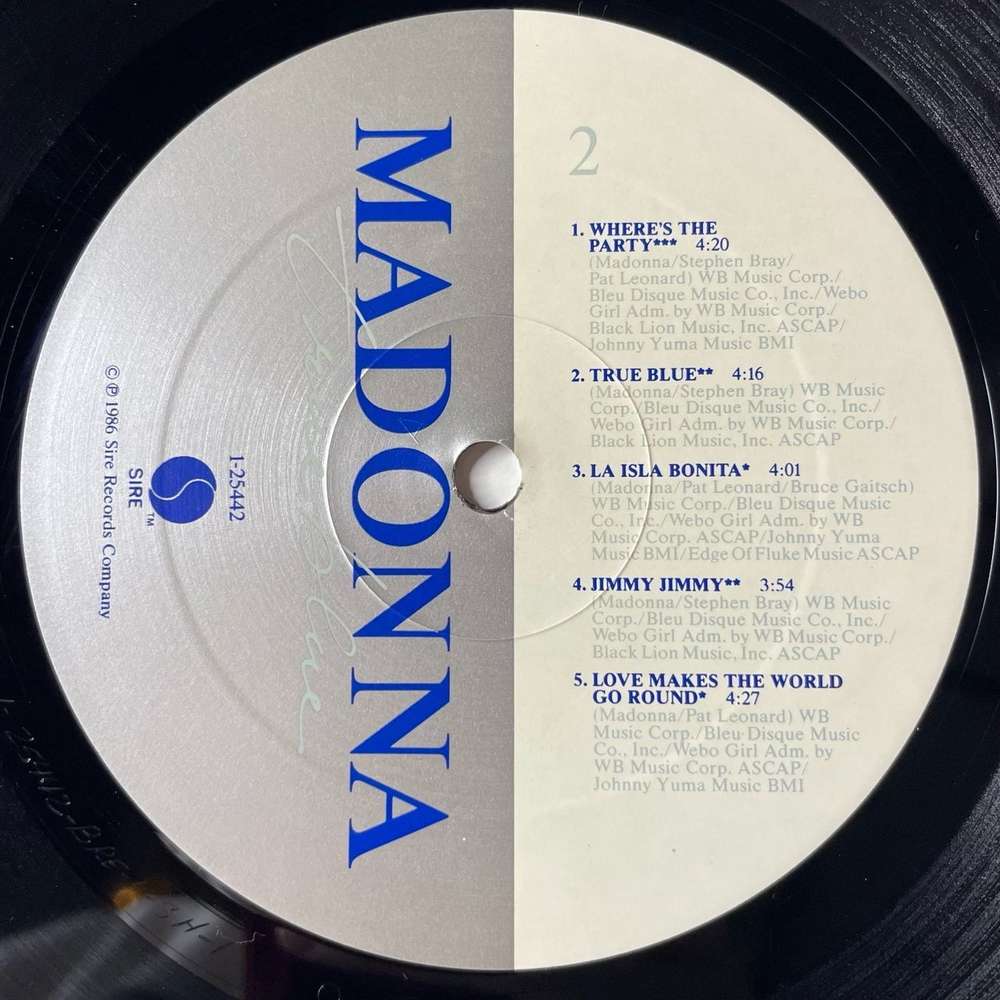 MADONNA
True Blue
1-25442
SIRE™
© ℗ 1986 Sire Records Company
2
1. WHERE'S THE
PARTY*** 4:20
(Madonna/Stephen Bray/
Pat Leonard) WB Music Corp./
Bleu Disque Music Co., Inc./Webo
Girl Adm. by WB Music Corp./
Black Lion Music, Inc. ASCAP/
Johnny Yuma Music BMI
2. TRUE BLUE** 4:16
(Madonna/Stephen Bray) WB Music
Corp./Bleu Disque Music Co., Inc./
Webo Girl Adm. by WB Music Corp./
Black Lion Music, Inc. ASCAP
3. LA ISLA BONITA* 4:01
(Madonna/Pat Leonard/Bruce Gaitsch)
WB Music Corp./Bleu Disque Music
Co., Inc./Webo Girl Adm. by WB
Music Corp. ASCAP/Johnny Yuma
Music BMI/Edge Of Fluke Music ASCAP
4. JIMMY JIMMY** 3:54
(Madonna/Stephen Bray) WB Music
Corp./Bleu Disque Music Co., Inc./
Webo Girl Adm. by WB Music Corp./
Black Lion Music, Inc. ASCAP
5. LOVE MAKES THE WORLD
GO ROUND* 4:27
(Madonna/Pat Leonard) WB
Music Corp./Bleu Disque Music
Co., Inc./Webo Girl Adm. by
WB Music Corp. ASCAP/
Johnny Yuma Music BMI